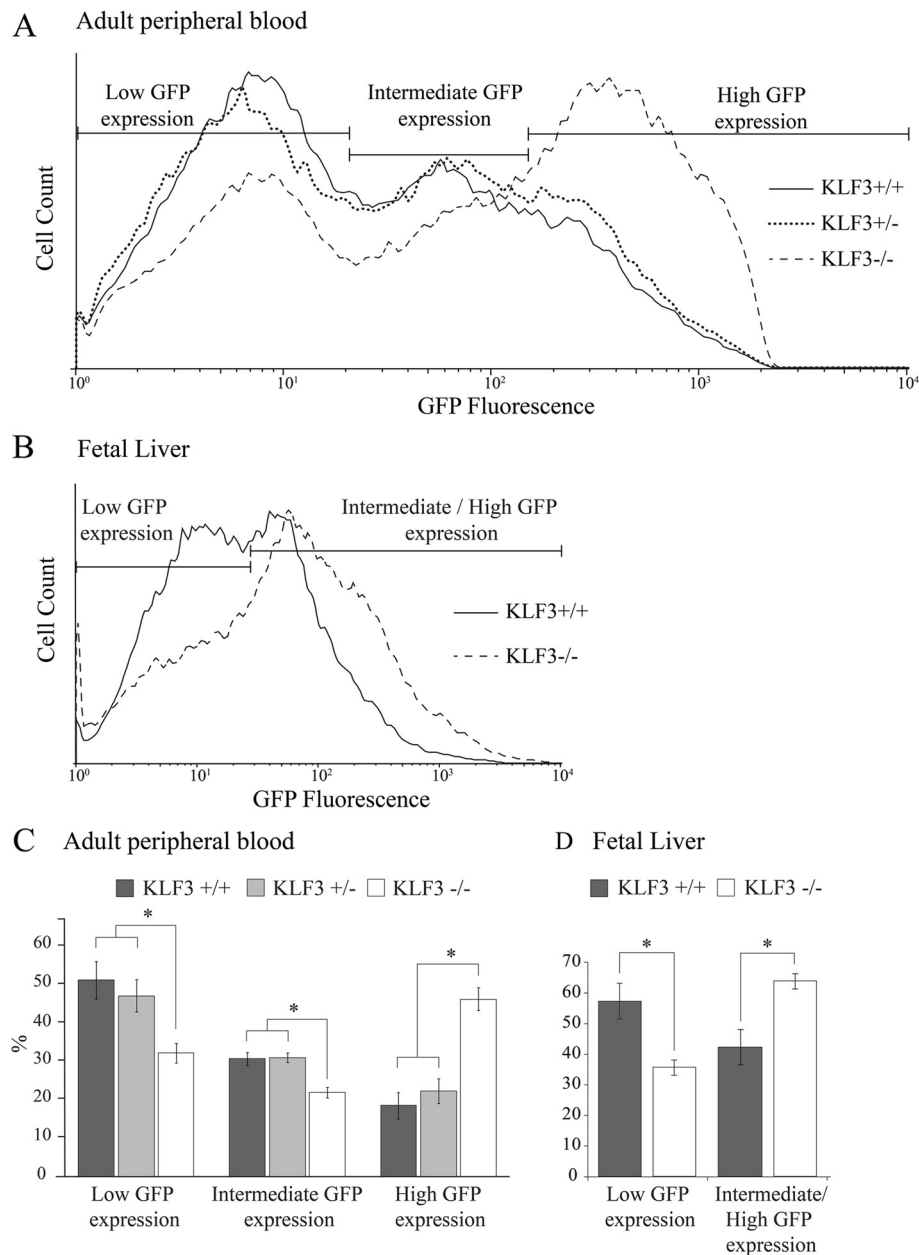 A Adult peripheral blood
Low GFP
expression
Intermediate GFP
expression
High GFP
expression
KLF3+/+
KLF3+/-
KLF3-/-
Cell Count
10⁰ 10¹ 10² 10³ 10⁴
GFP Fluorescence
B Fetal Liver
Low GFP
expression
Intermediate / High GFP
expression
KLF3+/+
KLF3-/-
Cell Count
10⁰ 10¹ 10² 10³ 10⁴
GFP Fluorescence
C Adult peripheral blood
KLF3 +/+ KLF3 +/- KLF3 -/-
* * *
60
50
40
30
20
10
0
%
Low GFP
expression
Intermediate GFP
expression
High GFP
expression
D Fetal Liver
KLF3 +/+ KLF3 -/-
* *
70
60
50
40
30
20
10
0
Low GFP
expression
Intermediate/
High GFP
expression